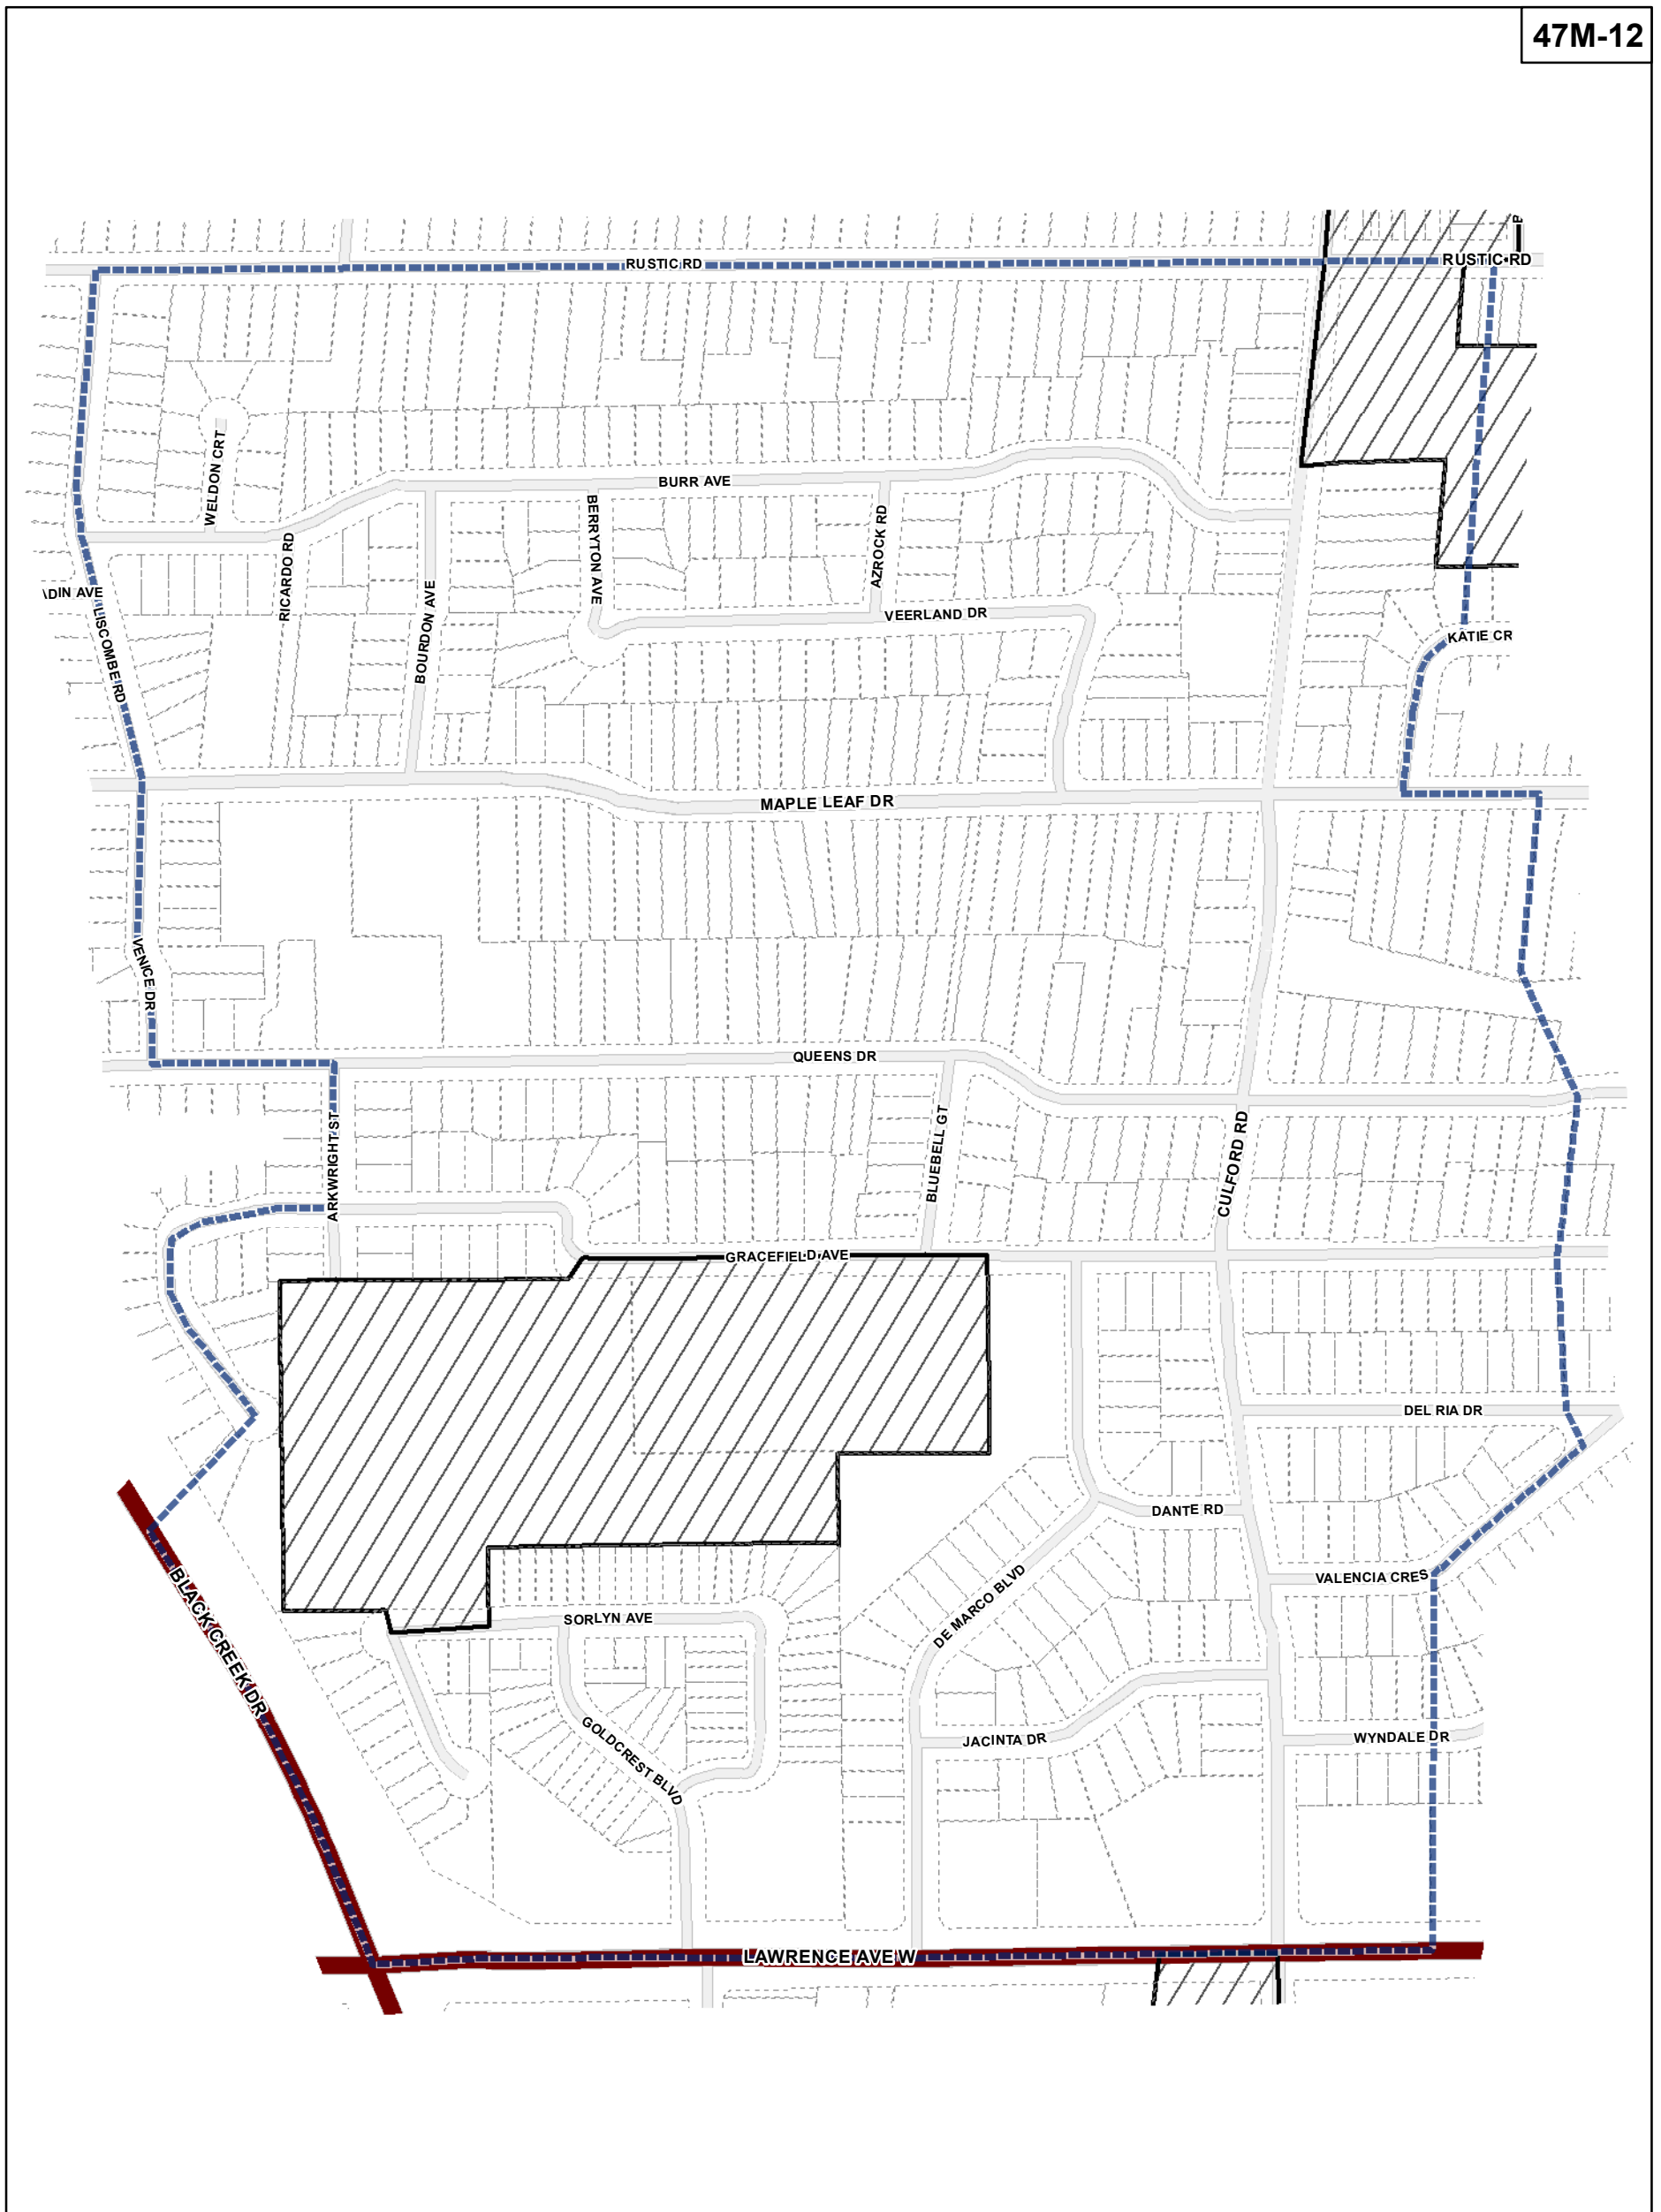 47M-12
RUSTIC RD
RUSTIC RD
WELDON CRT
BURR AVE
BERRYTON AVE
AZROCK RD
RICARDO RD
BOURDON AVE
ADIN AVE
LISCOMBE RD
VEERLAND DR
KATIE CR
MAPLE LEAF DR
VENICE DR
QUEENS DR
ARKWRIGHT ST
BLUEBELL GT
CULFORD RD
GRACEFIELD AVE
DEL RIA DR
DANTE RD
VALENCIA CRES
BLACK CREEK DR
SORLYN AVE
DE MARCO BLVD
GOLDCREST BLVD
JACINTA DR
WYNDALE DR
LAWRENCE AVE W